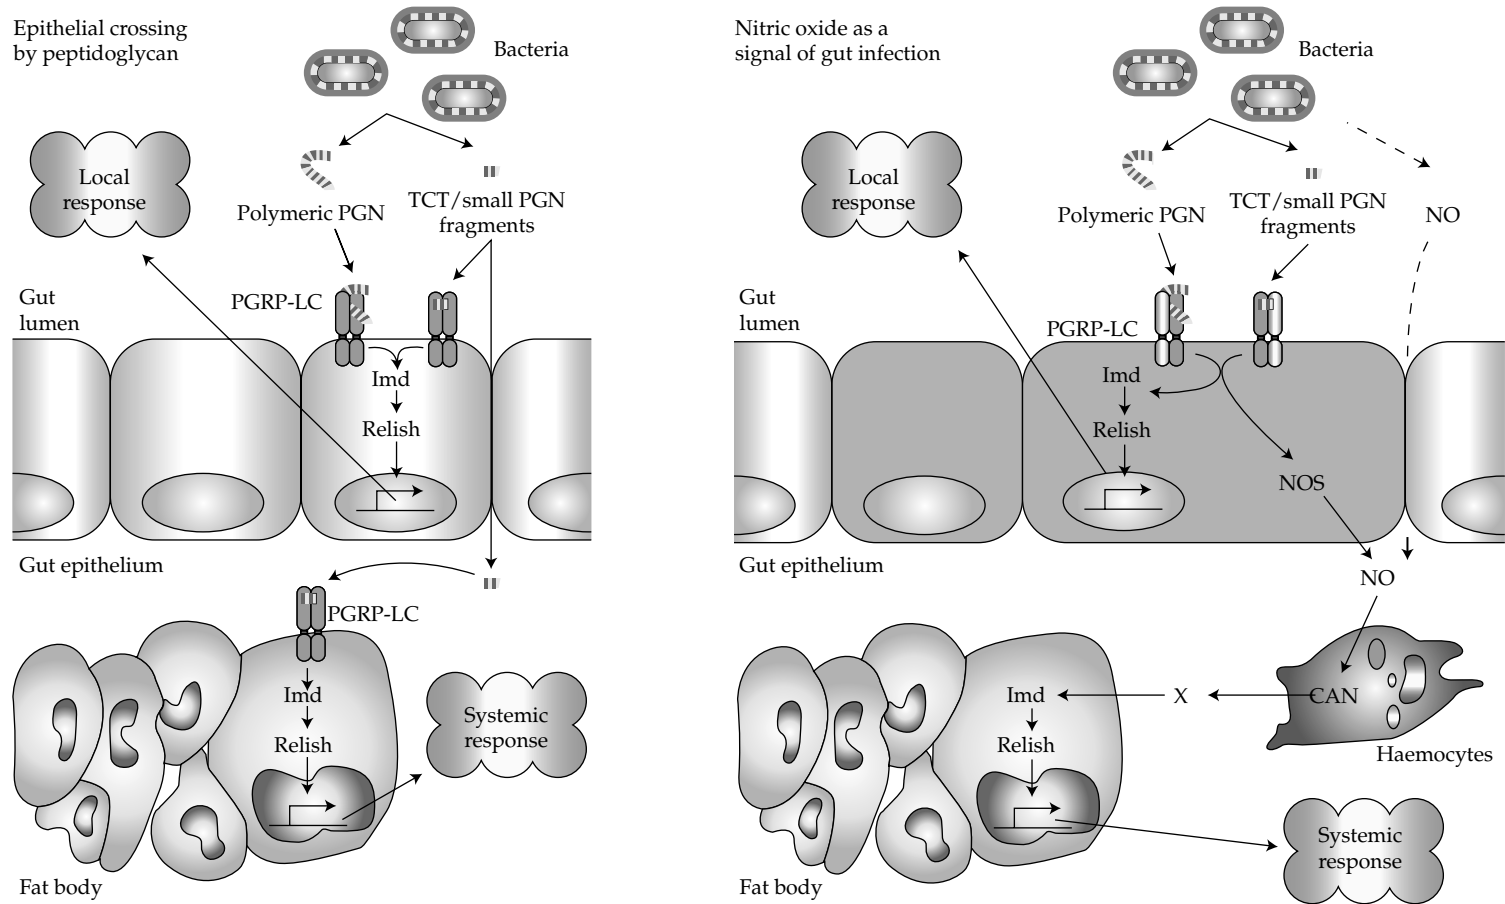 Epithelial crossing
by peptidoglycan
Bacteria
Local
response
Polymeric PGN
TCT/small PGN
fragments
Gut
lumen
PGRP-LC
Imd
Relish
Gut epithelium
PGRP-LC
Imd
Relish
Systemic
response
Fat body
Nitric oxide as a
signal of gut infection
Bacteria
Local
response
Polymeric PGN
TCT/small PGN
fragments
NO
Gut
lumen
PGRP-LC
Imd
Relish
NOS
Gut epithelium
NO
Imd
X
CAN
Relish
Haemocytes
Systemic
response
Fat body